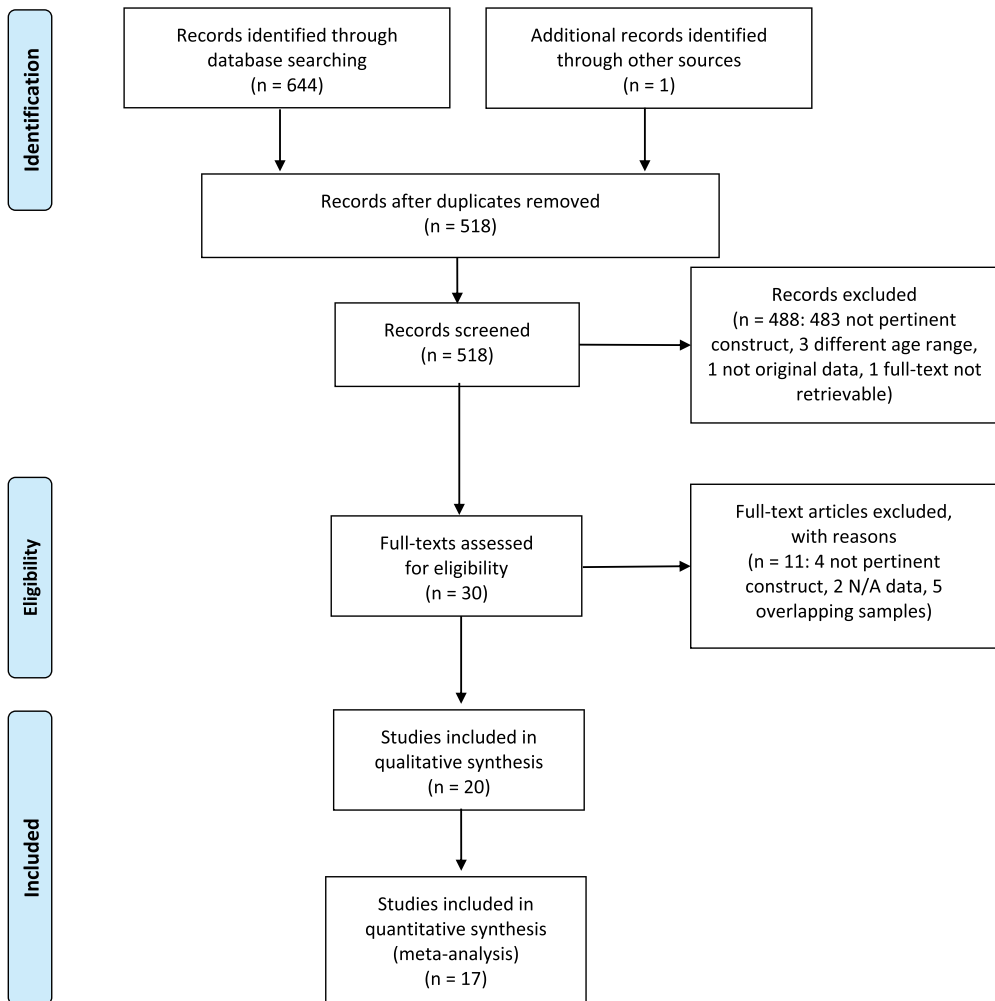 Identification
Records identified through
database searching
(n = 644)
Additional records identified
through other sources
(n = 1)
Records after duplicates removed
(n = 518)
Records screened
(n = 518)
Records excluded
(n = 488: 483 not pertinent
construct, 3 different age range,
1 not original data, 1 full-text not
retrievable)
Eligibility
Full-texts assessed
for eligibility
(n = 30)
Full-text articles excluded,
with reasons
(n = 11: 4 not pertinent
construct, 2 N/A data, 5
overlapping samples)
Included
Studies included in
qualitative synthesis
(n = 20)
Studies included in
quantitative synthesis
(meta-analysis)
(n = 17)